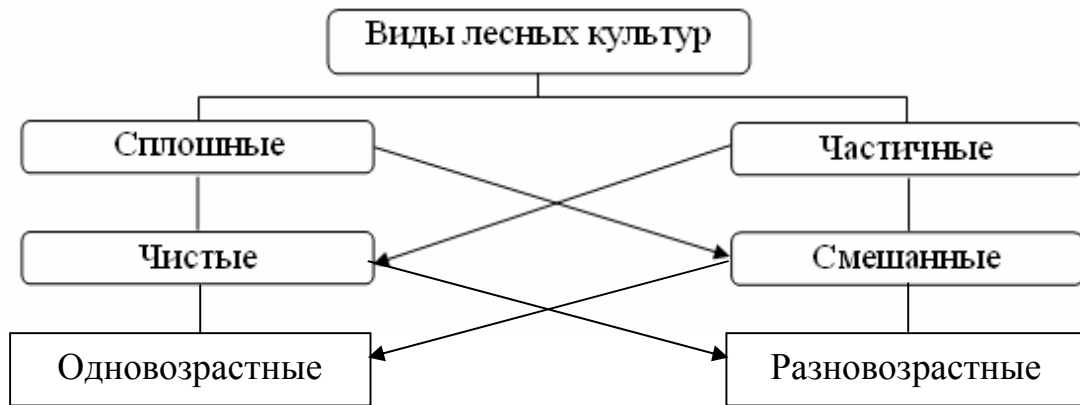 Виды лесных культур
Сплошные
Частичные
Чистые
Смешанные
Одновозрастные
Разновозрастные